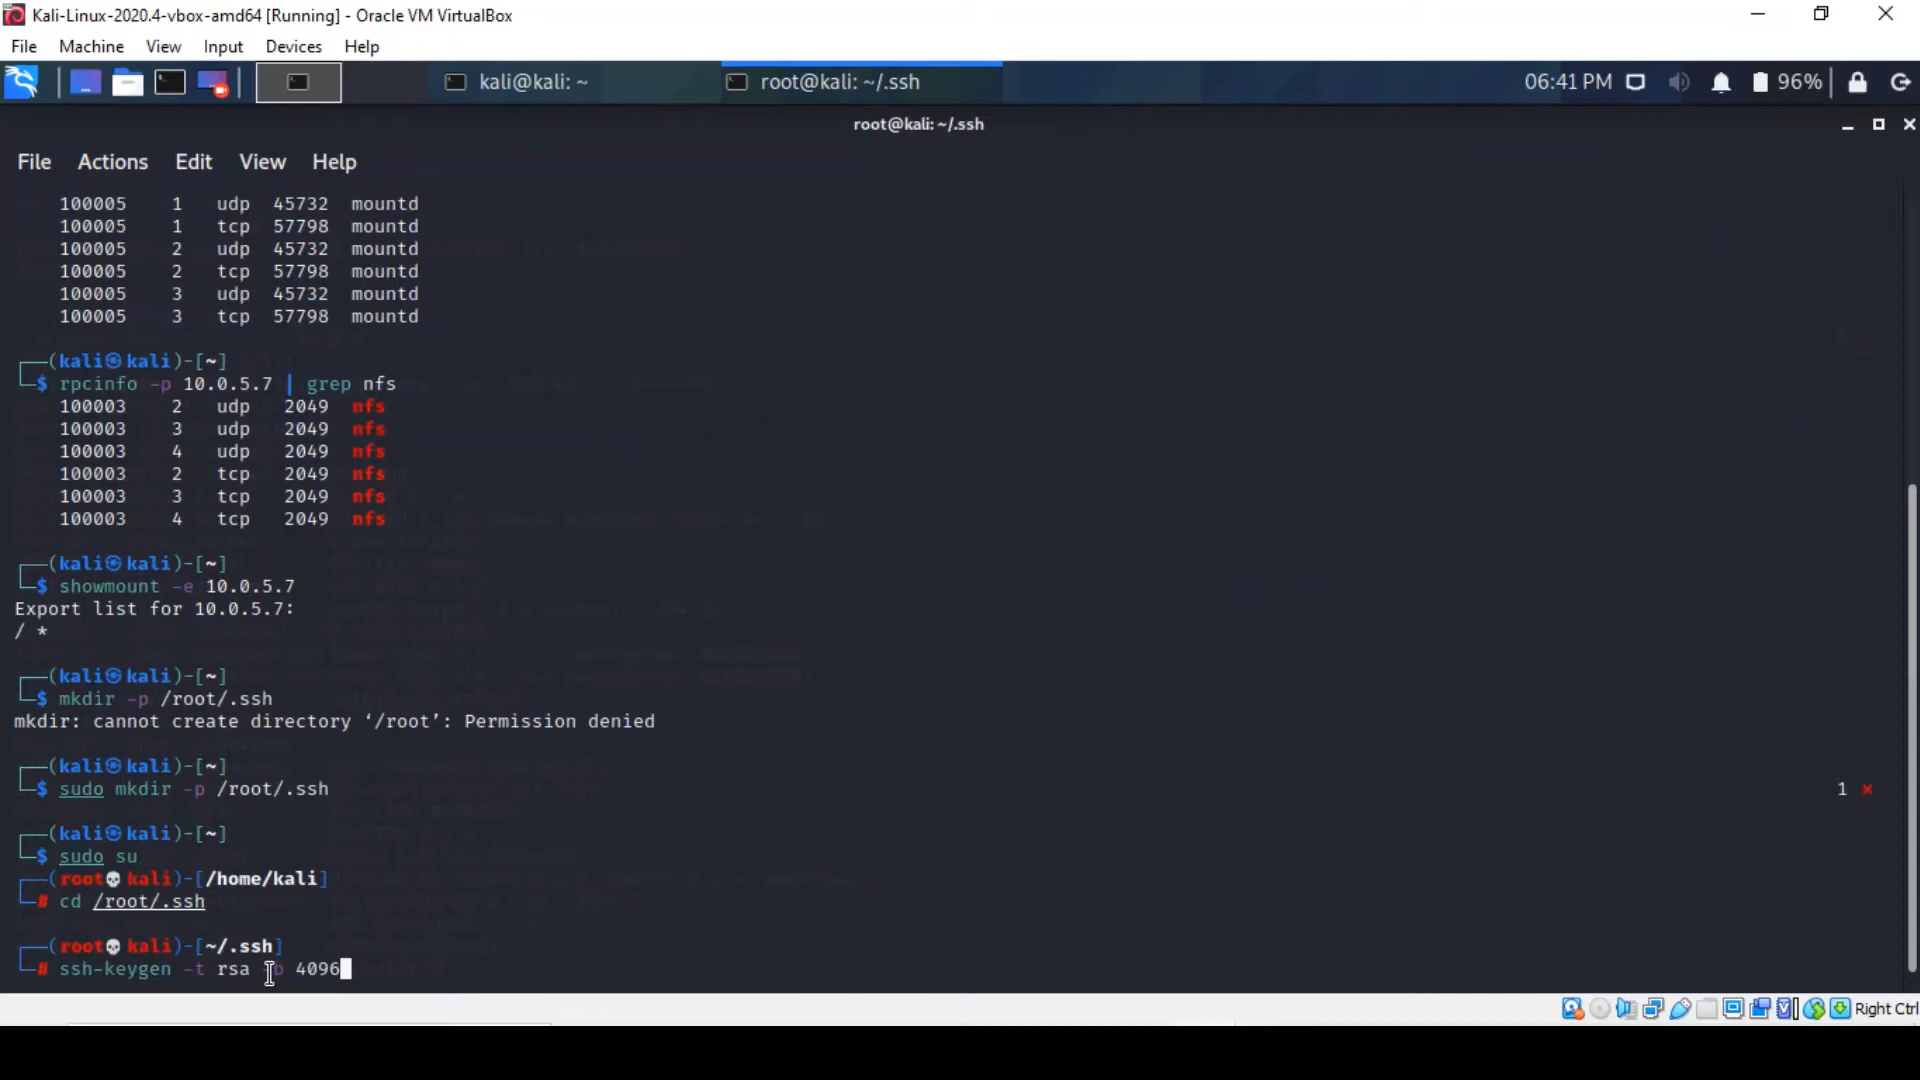 Kali-Linux-2020.4-vbox-amd64 [Running] - Oracle VM VirtualBox
File Machine View Input Devices Help
kali@kali: ~ root@kali: ~/.ssh 06:41 PM 96%
root@kali: ~/.ssh
File Actions Edit View Help
100005 1 udp 45732 mountd
100005 1 tcp 57798 mountd
100005 2 udp 45732 mountd
100005 2 tcp 57798 mountd
100005 3 udp 45732 mountd
100005 3 tcp 57798 mountd
┌──(kali㉿kali)-[~]
└─$ rpcinfo -p 10.0.5.7 | grep nfs
100003 2 udp 2049 nfs
100003 3 udp 2049 nfs
100003 4 udp 2049 nfs
100003 2 tcp 2049 nfs
100003 3 tcp 2049 nfs
100003 4 tcp 2049 nfs
┌──(kali㉿kali)-[~]
└─$ showmount -e 10.0.5.7
Export list for 10.0.5.7:
/ *
┌──(kali㉿kali)-[~]
└─$ mkdir -p /root/.ssh
mkdir: cannot create directory ‘/root’: Permission denied
┌──(kali㉿kali)-[~]
└─$ sudo mkdir -p /root/.ssh 1 ⨯
┌──(kali㉿kali)-[~]
└─$ sudo su
┌──(root💀kali)-[/home/kali]
└─# cd /root/.ssh
┌──(root💀kali)-[~/.ssh]
└─# ssh-keygen -t rsa 4096
Right Ctrl